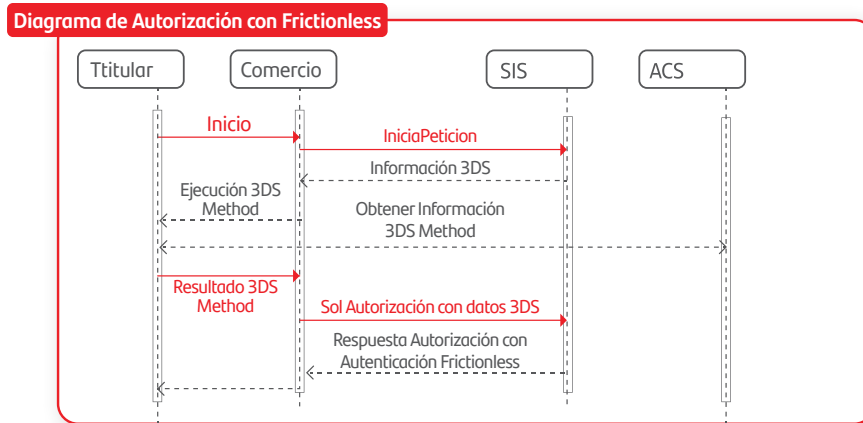 Diagrama de Autorización con Frictionless
Ttitular
Comercio
SIS
ACS
Inicio
IniciaPeticion
Información 3DS
Ejecución 3DS
Method
Obtener Información
3DS Method
Resultado 3DS
Method
Sol Autorización con datos 3DS
Respuesta Autorización con
Autenticación Frictionless